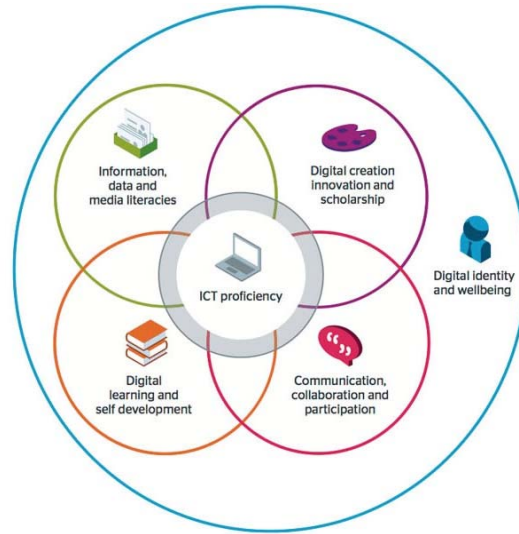 Information,
data and
media literacies
Digital creation
innovation and
scholarship
ICT proficiency
Digital identity
and wellbeing
Digital
learning and
self development
Communication,
collaboration and
participation